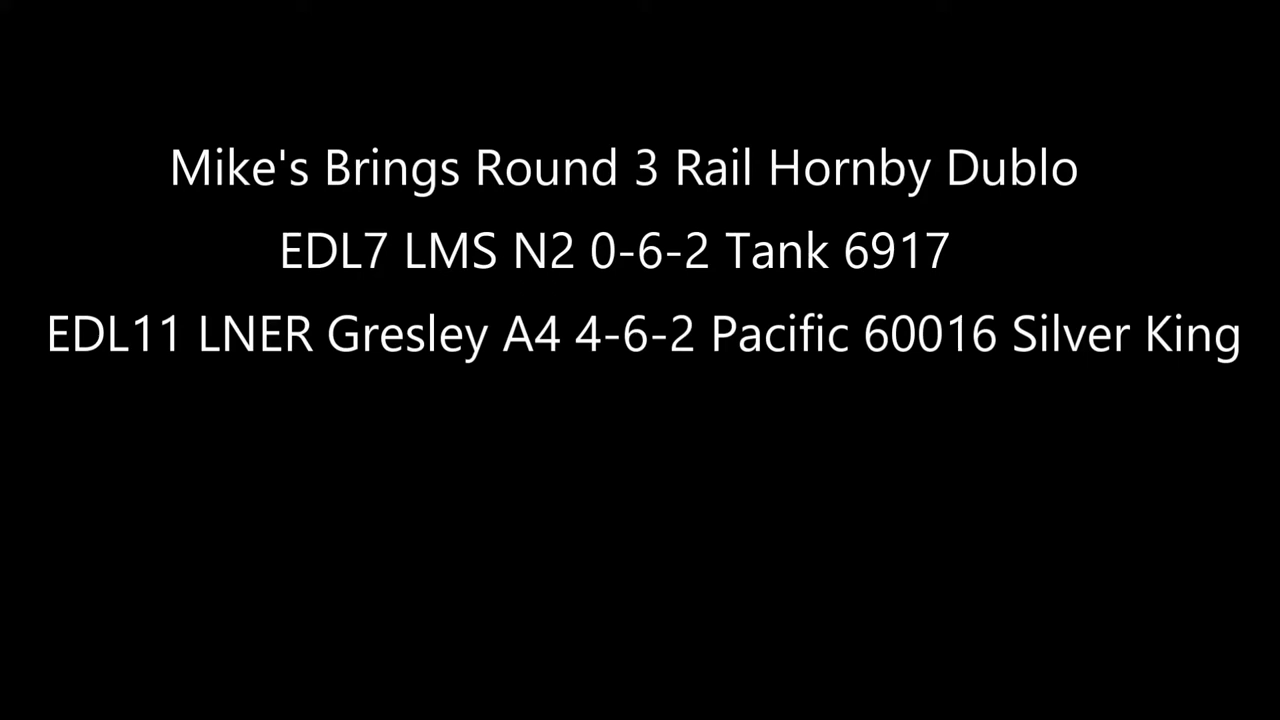 Mike's Brings Round 3 Rail Hornby Dublo
EDL7 LMS N2 0-6-2 Tank 6917
EDL11 LNER Gresley A4 4-6-2 Pacific 60016 Silver King